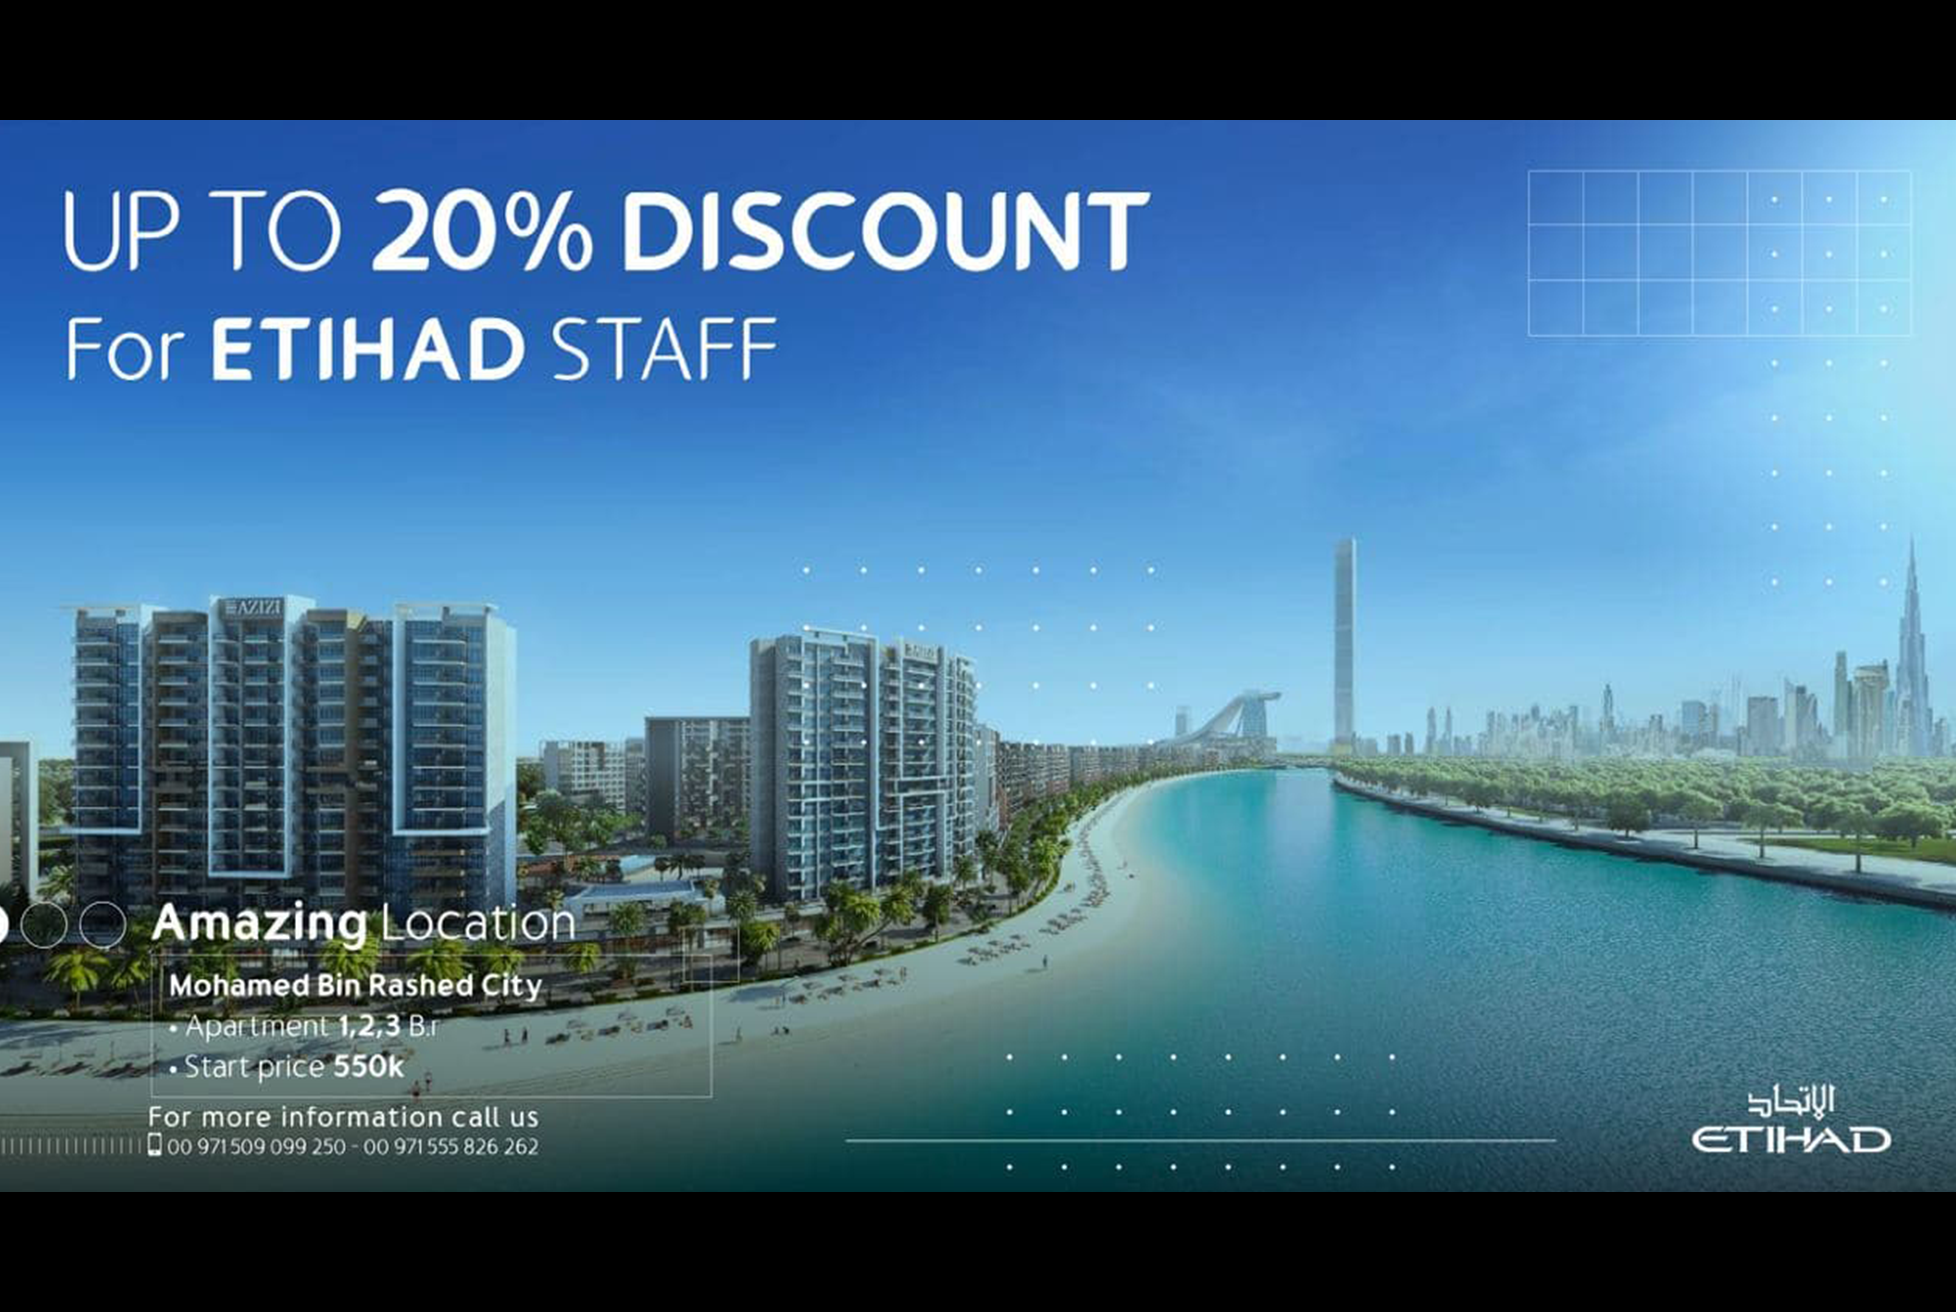 UP TO 20% DISCOUNT
For ETIHAD STAFF
AZIZI
Amazing Location
Mohamed Bin Rashed City
• Apartment 1,2,3 B.r
• Start price 550k
For more information call us
00 971 509 099 250 - 00 971 555 826 262
الإتحاد
ETIHAD